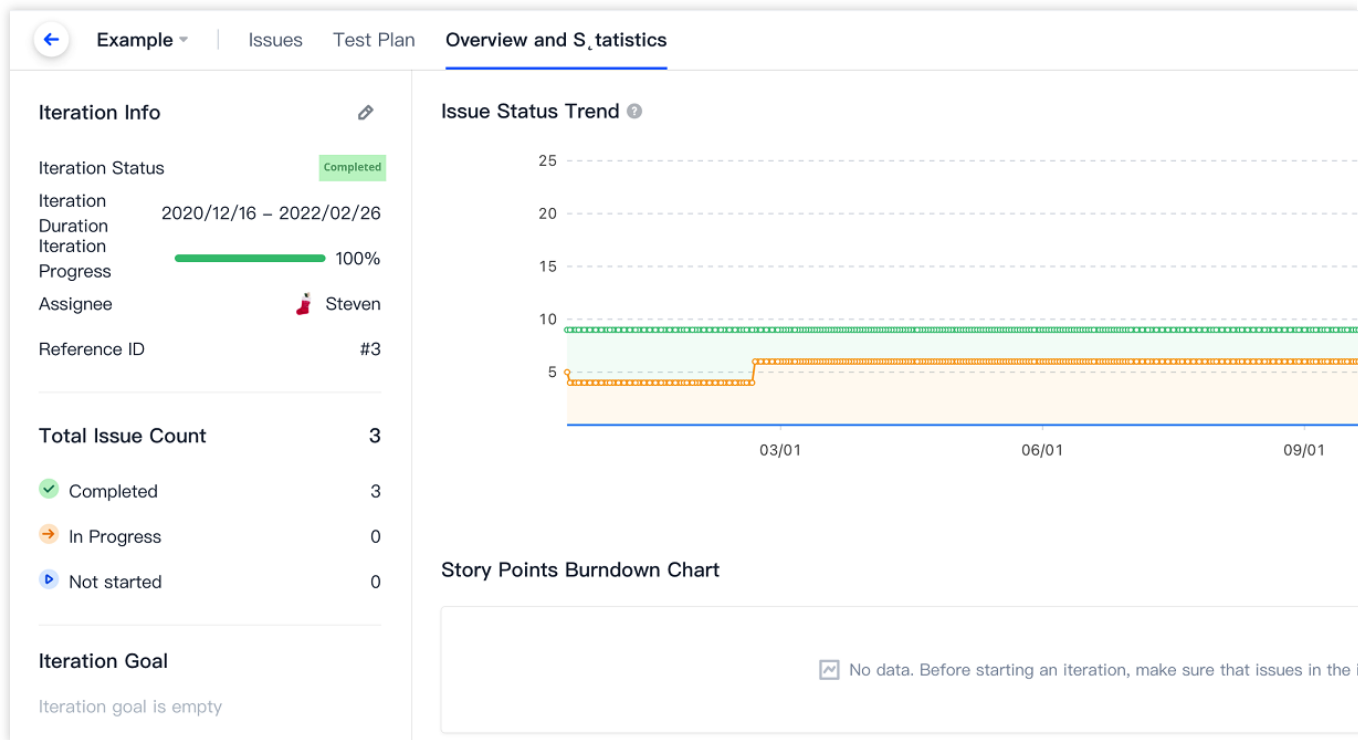 Example Issues Test Plan Overview and S˛tatistics
Iteration Info
Iteration Status Completed
Iteration Duration 2020/12/16 – 2022/02/26
Iteration Progress 100%
Assignee Steven
Reference ID #3
Total Issue Count 3
Completed 3
In Progress 0
Not started 0
Iteration Goal
Iteration goal is empty
Issue Status Trend ?
25
20
15
10
5
03/01 06/01 09/01
Story Points Burndown Chart
No data. Before starting an iteration, make sure that issues in the